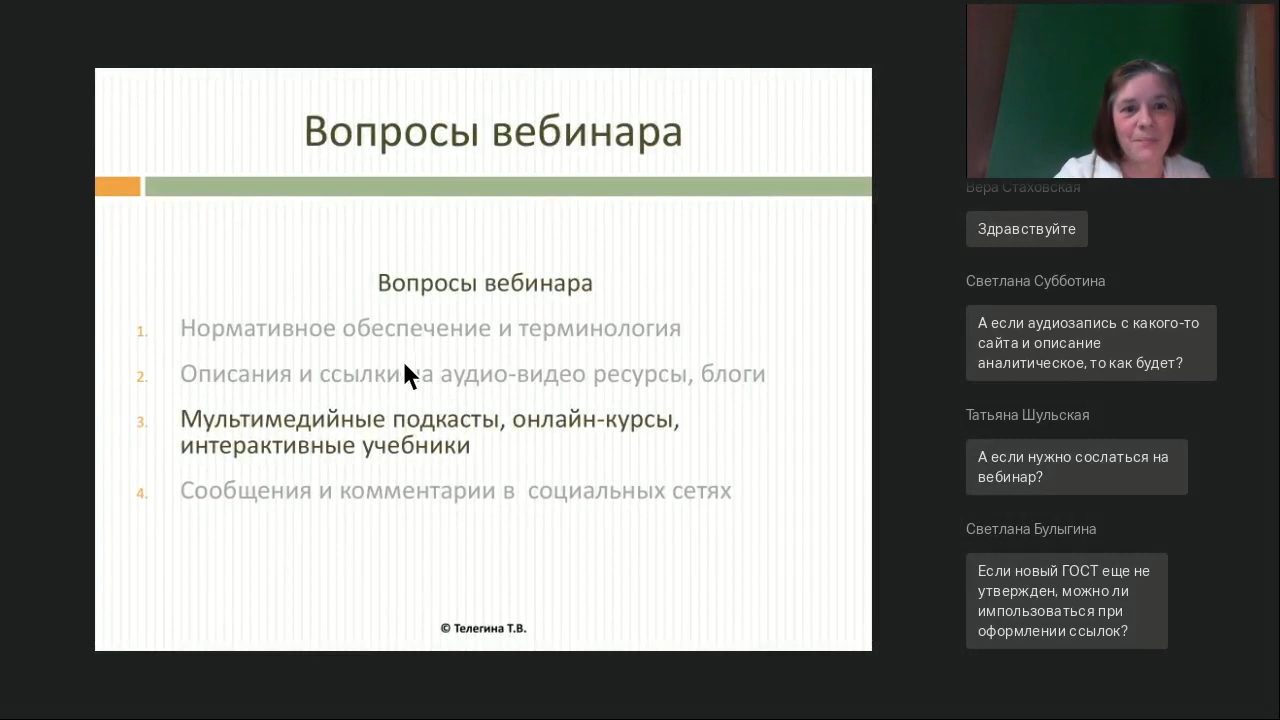 Вопросы вебинара
Вопросы вебинара
1. Нормативное обеспечение и терминология
2. Описания и ссылки на аудио-видео ресурсы, блоги
3. Мультимедийные подкасты, онлайн-курсы,
интерактивные учебники
4. Сообщения и комментарии в социальных сетях
© Телегина Т.В.
Вера Стаховская
Здравствуйте
Светлана Субботина
А если аудиозапись с какого-то
сайта и описание
аналитическое, то как будет?
Татьяна Шульская
А если нужно сослаться на
вебинар?
Светлана Булыгина
Если новый ГОСТ еще не
утвержден, можно ли
импользоваться при
оформлении ссылок?